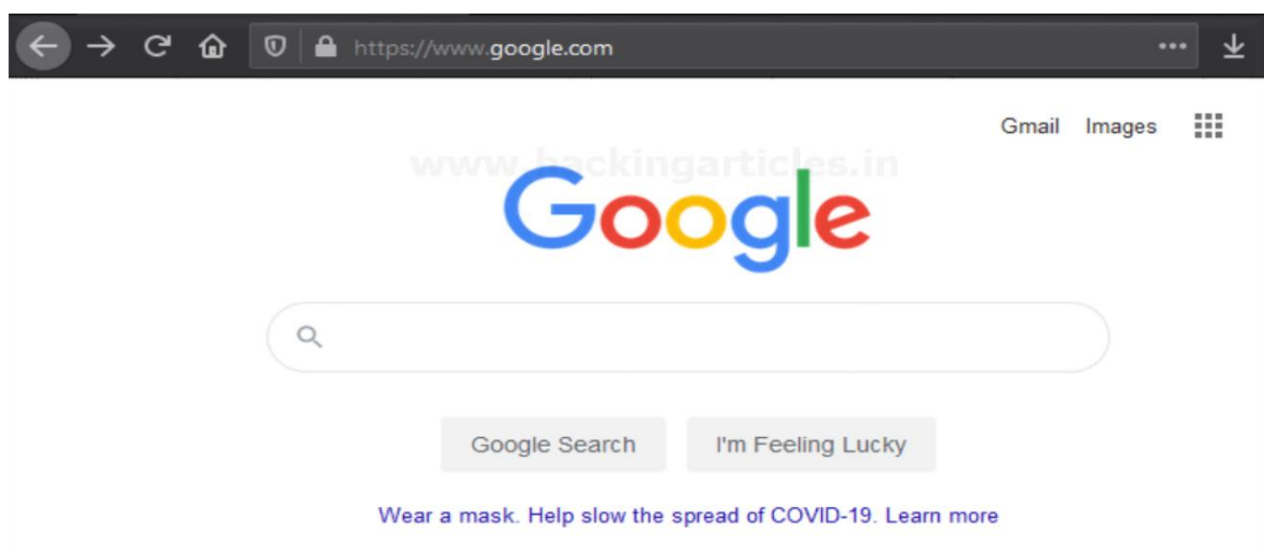 https://www.google.com
Gmail Images
www.hackingarticles.in
Google
Google Search I'm Feeling Lucky
Wear a mask. Help slow the spread of COVID-19. Learn more